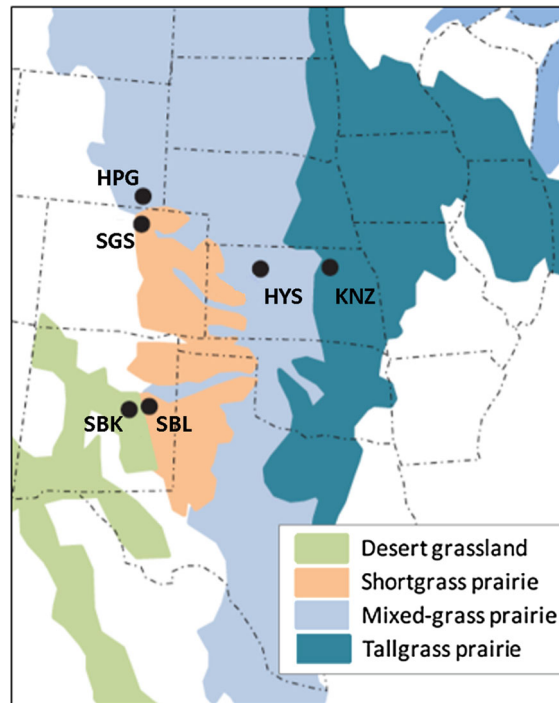 HPG
SGS
HYS
KNZ
SBK
SBL
Desert grassland
Shortgrass prairie
Mixed-grass prairie
Tallgrass prairie